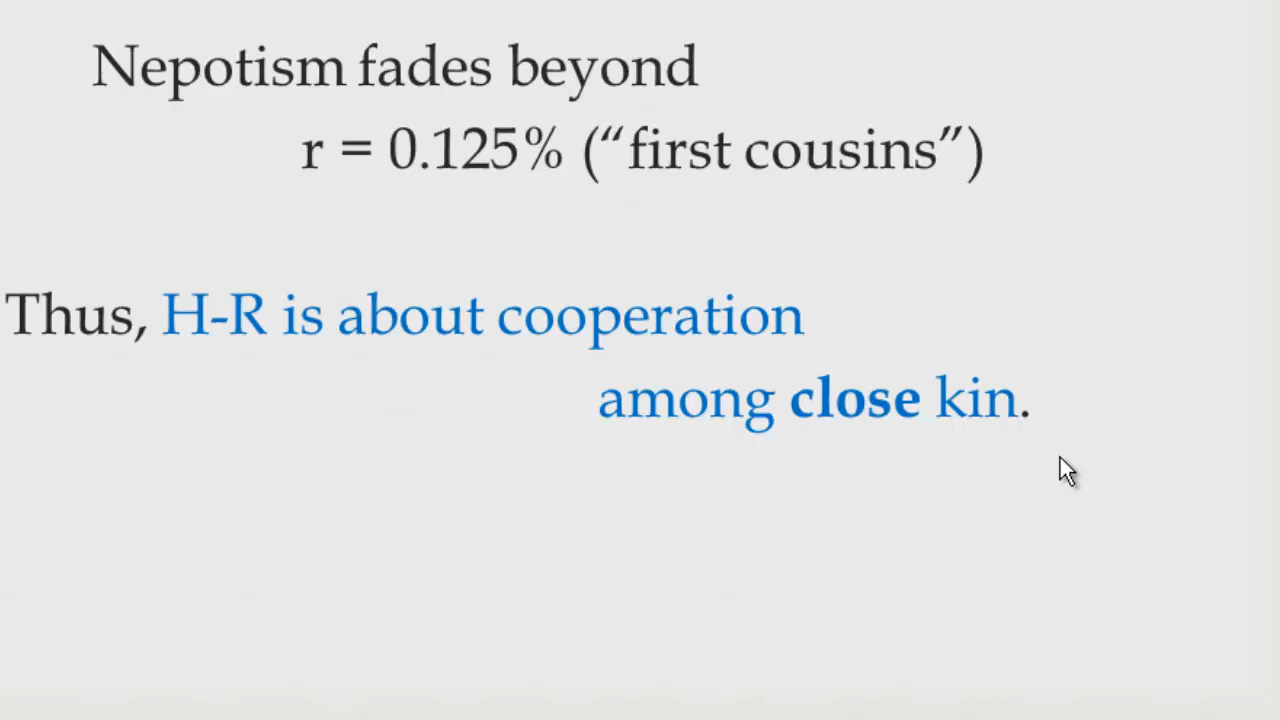 Nepotism fades beyond
r = 0.125% (“first cousins”)
Thus, H-R is about cooperation
among close kin.